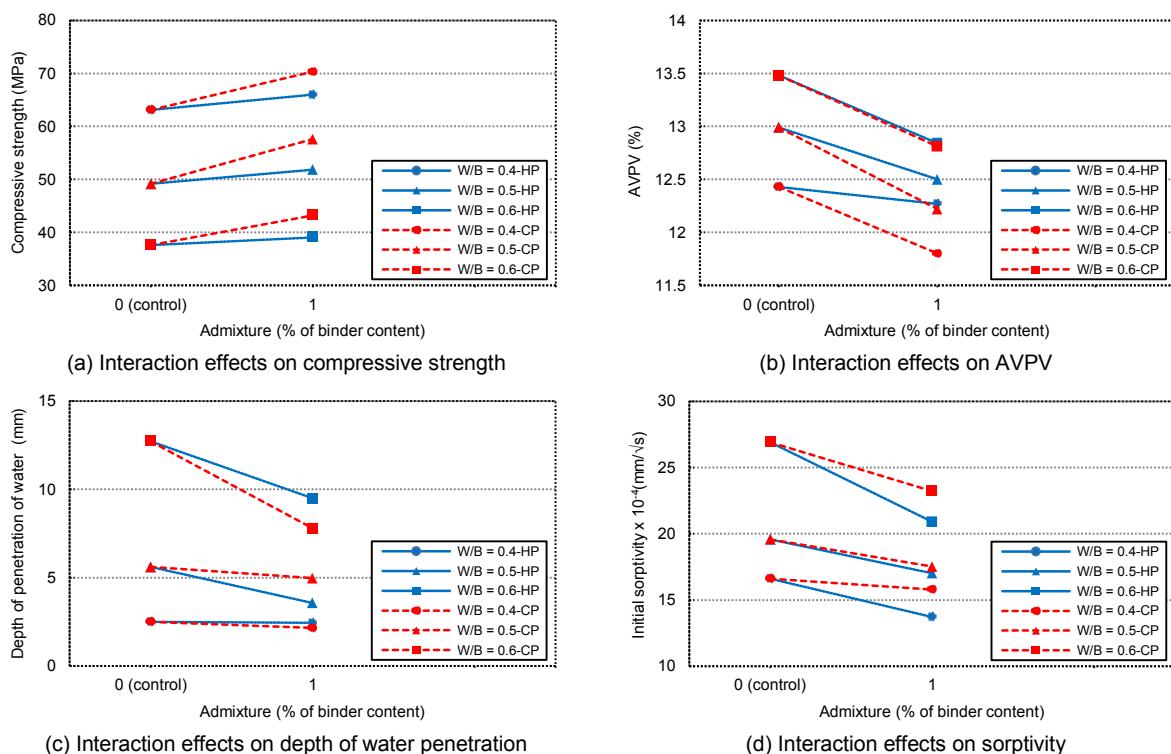 80
70
60
50
40
30
Compressive strength (MPa)
W/B = 0.4-HP
W/B = 0.5-HP
W/B = 0.6-HP
W/B = 0.4-CP
W/B = 0.5-CP
W/B = 0.6-CP
0 (control)
1
Admixture (% of binder content)
(a) Interaction effects on compressive strength
14
13.5
13
12.5
12
11.5
AVPV (%)
W/B = 0.4-HP
W/B = 0.5-HP
W/B = 0.6-HP
W/B = 0.4-CP
W/B = 0.5-CP
W/B = 0.6-CP
0 (control)
1
Admixture (% of binder content)
(b) Interaction effects on AVPV
15
10
5
0
Depth of penetration of water (mm)
W/B = 0.4-HP
W/B = 0.5-HP
W/B = 0.6-HP
W/B = 0.4-CP
W/B = 0.5-CP
W/B = 0.6-CP
0 (control)
1
Admixture (% of binder content)
(c) Interaction effects on depth of water penetration
30
25
20
15
10
Initial sorptivity x 10⁻⁴(mm/√s)
W/B = 0.4-HP
W/B = 0.5-HP
W/B = 0.6-HP
W/B = 0.4-CP
W/B = 0.5-CP
W/B = 0.6-CP
0 (control)
1
Admixture (% of binder content)
(d) Interaction effects on sorptivity